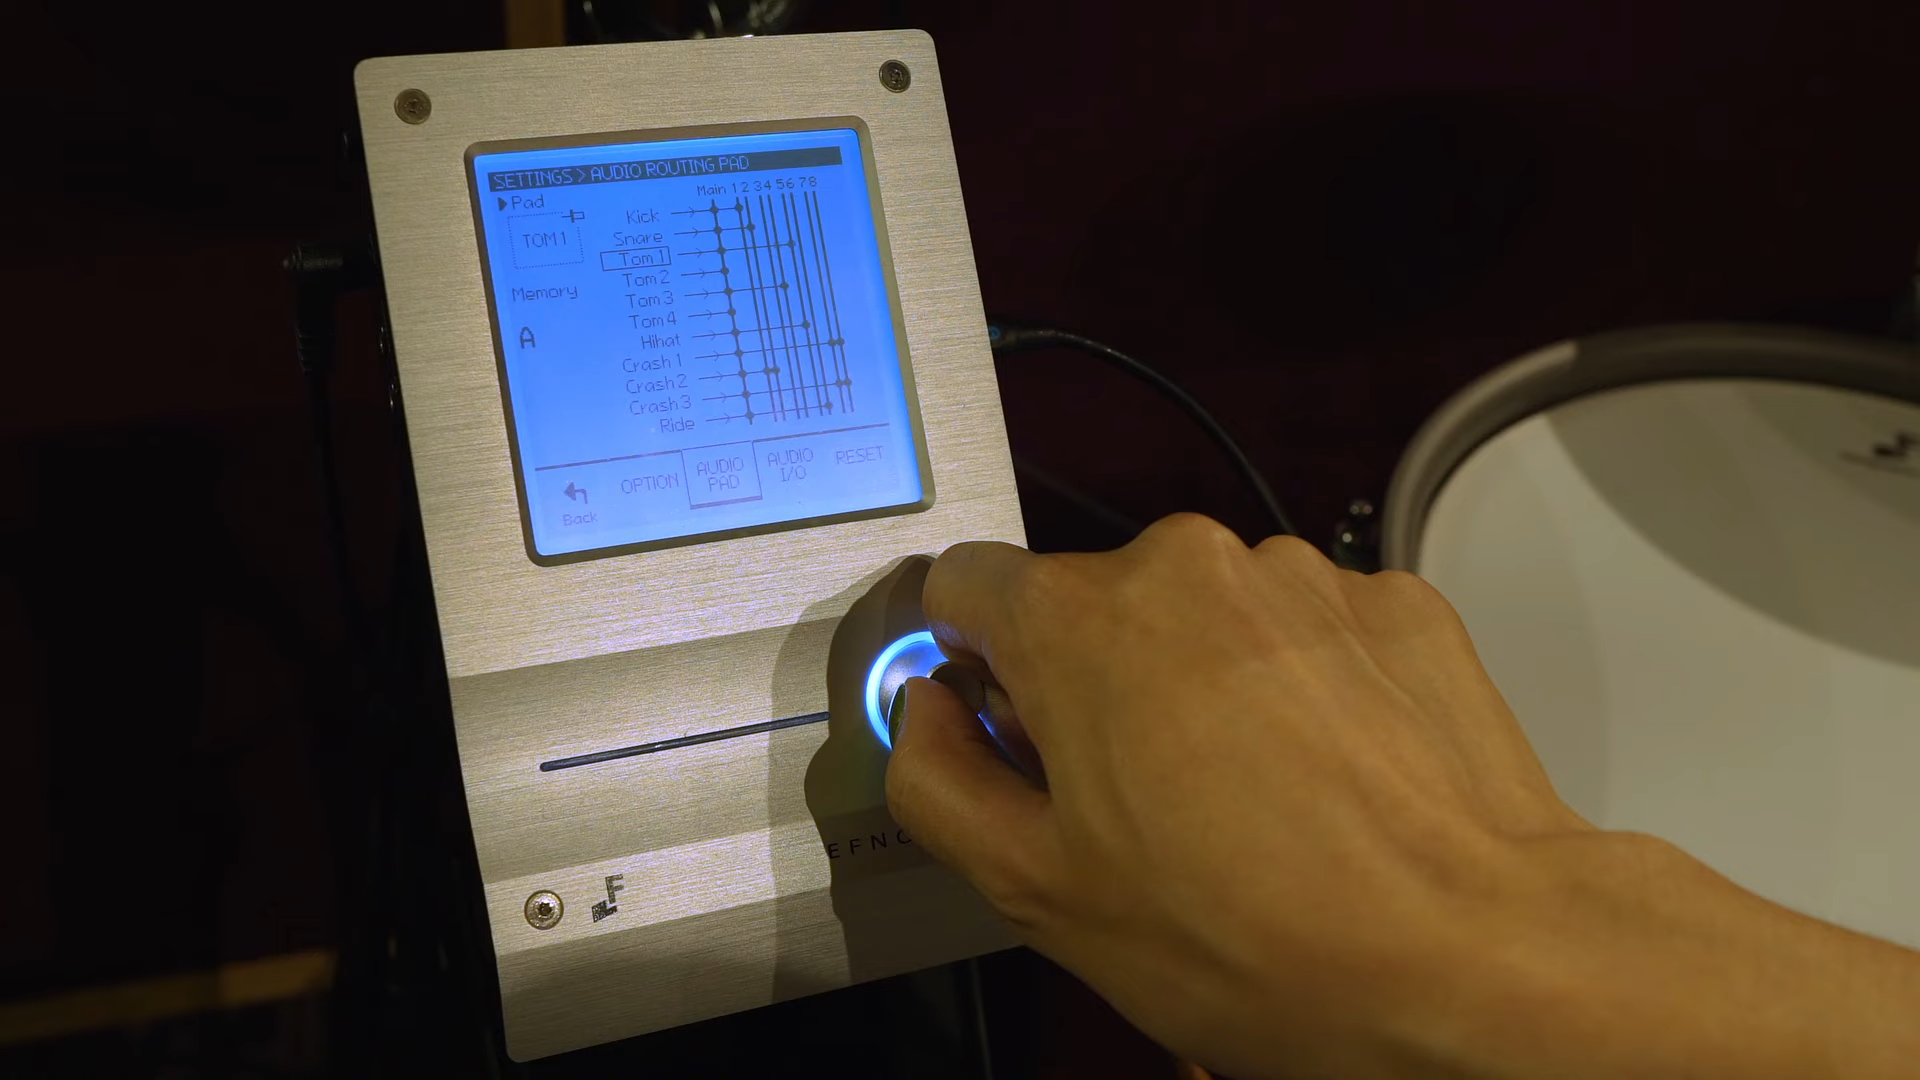 SETTINGS > AUDIO ROUTING PAD
Pad
Main 1 2 3 4 5 6 7 8
TOM 1
Kick
Snare
Tom 1
Tom 2
Memory
Tom 3
Tom 4
A
Hihat
Crash 1
Crash 2
Crash 3
Ride
Back
OPTION
AUDIO PAD
AUDIO I/O
RESET
EFNO